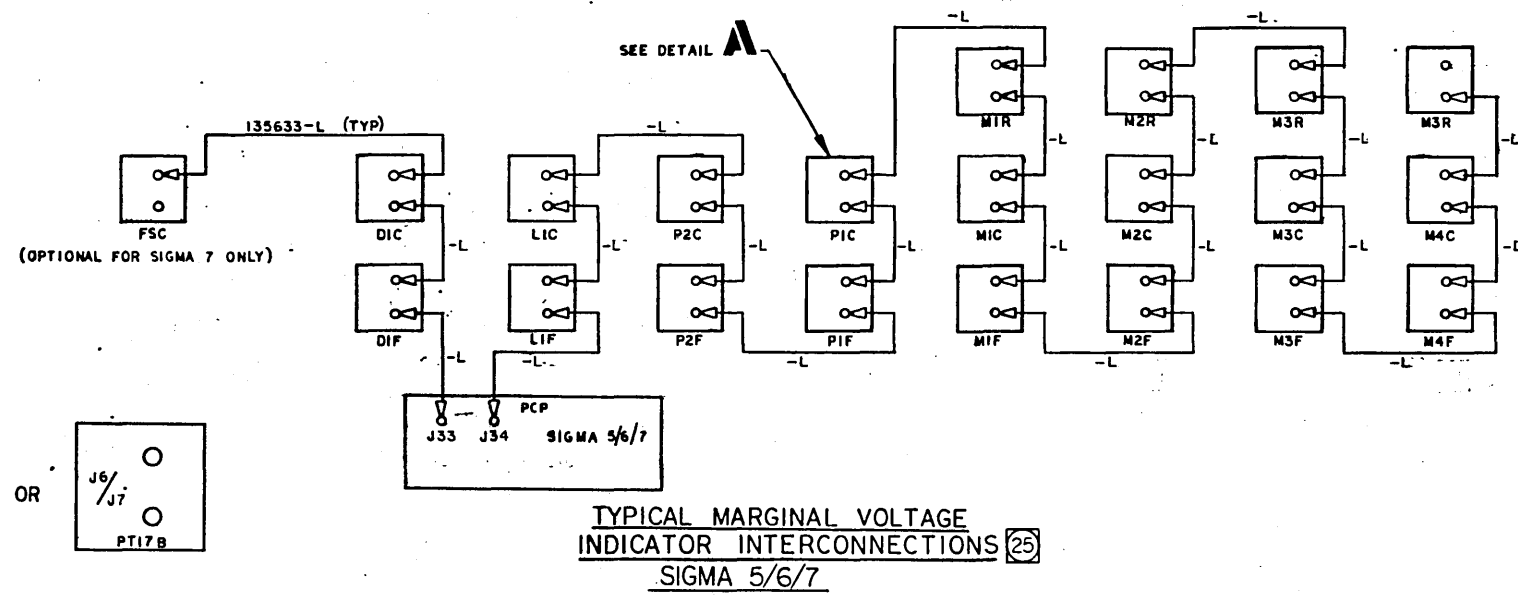 -L
-L
SEE DETAIL A
M1R
M2R
M3R
M3R
135633-L (TYP)
-L
-L
-L
-L
-L
FSC
D1C
L1C
P2C
P1C
M1C
M2C
M3C
M4C
(OPTIONAL FOR SIGMA 7 ONLY)
-L
-L
-L
-L
-L
-L
-L
D1F
L1F
P2F
P1F
M1F
M2F
M3F
M4F
-L
-L
-L
-L
-L
PCP
J33
J34
SIGMA 5/6/7
OR
J6/J7
PT17B
TYPICAL MARGINAL VOLTAGE
INDICATOR INTERCONNECTIONS 25
SIGMA 5/6/7